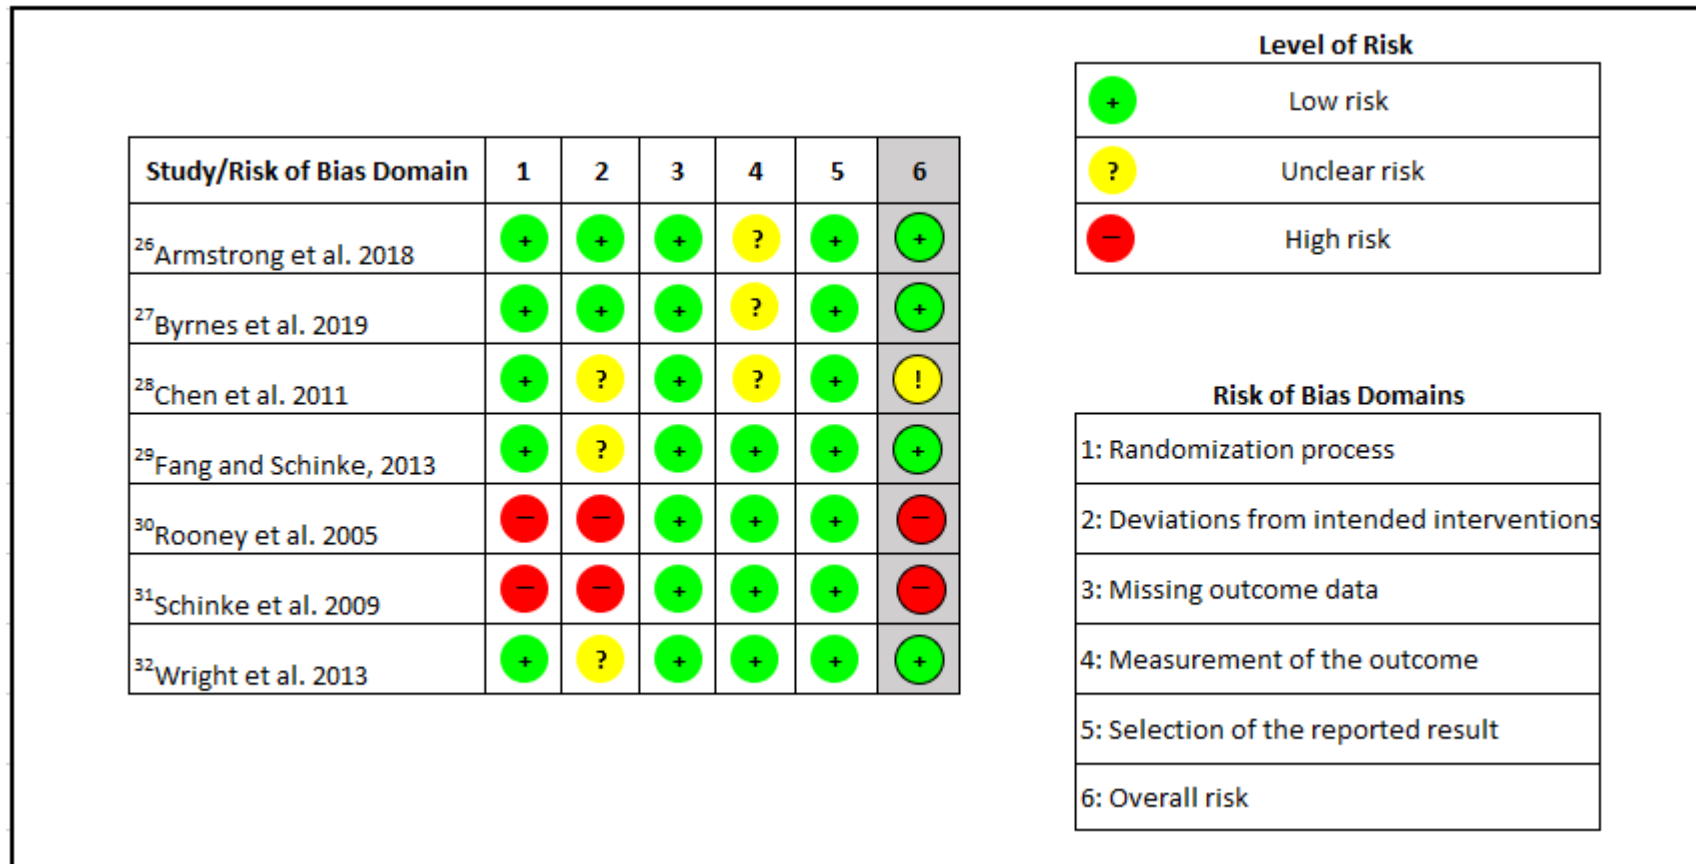 Study/Risk of Bias Domain 1 2 3 4 5 6
26Armstrong et al. 2018 + + + ? + +
27Byrnes et al. 2019 + + + ? + +
28Chen et al. 2011 + ? + ? + !
29Fang and Schinke, 2013 + ? + + + +
30Rooney et al. 2005 − − + + + −
31Schinke et al. 2009 − − + + + −
32Wright et al. 2013 + ? + + + +
Level of Risk
+ Low risk
? Unclear risk
− High risk
Risk of Bias Domains
1: Randomization process
2: Deviations from intended interventions
3: Missing outcome data
4: Measurement of the outcome
5: Selection of the reported result
6: Overall risk